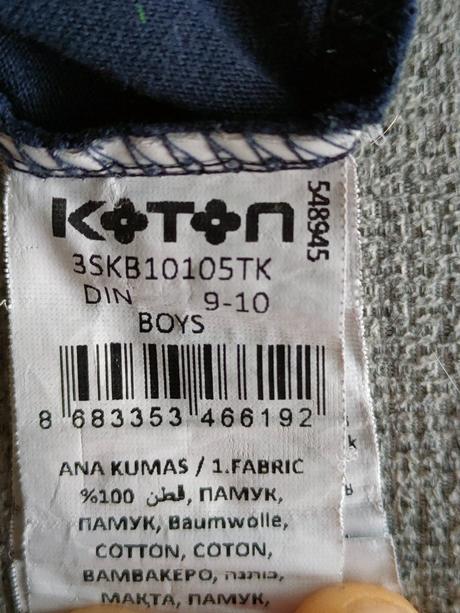 KOTON
548945
3SKB10105TK
DIN 9-10
BOYS
8 683353 466192
ANA KUMAS / 1.FABRIC
%100 قطن, ПАМУК,
ПАМУК, Baumwolle,
COTTON, COTON,
ΒΑΜΒΑΚΕΡΟ, כותנה,
МАҚТА, ПАМУК,